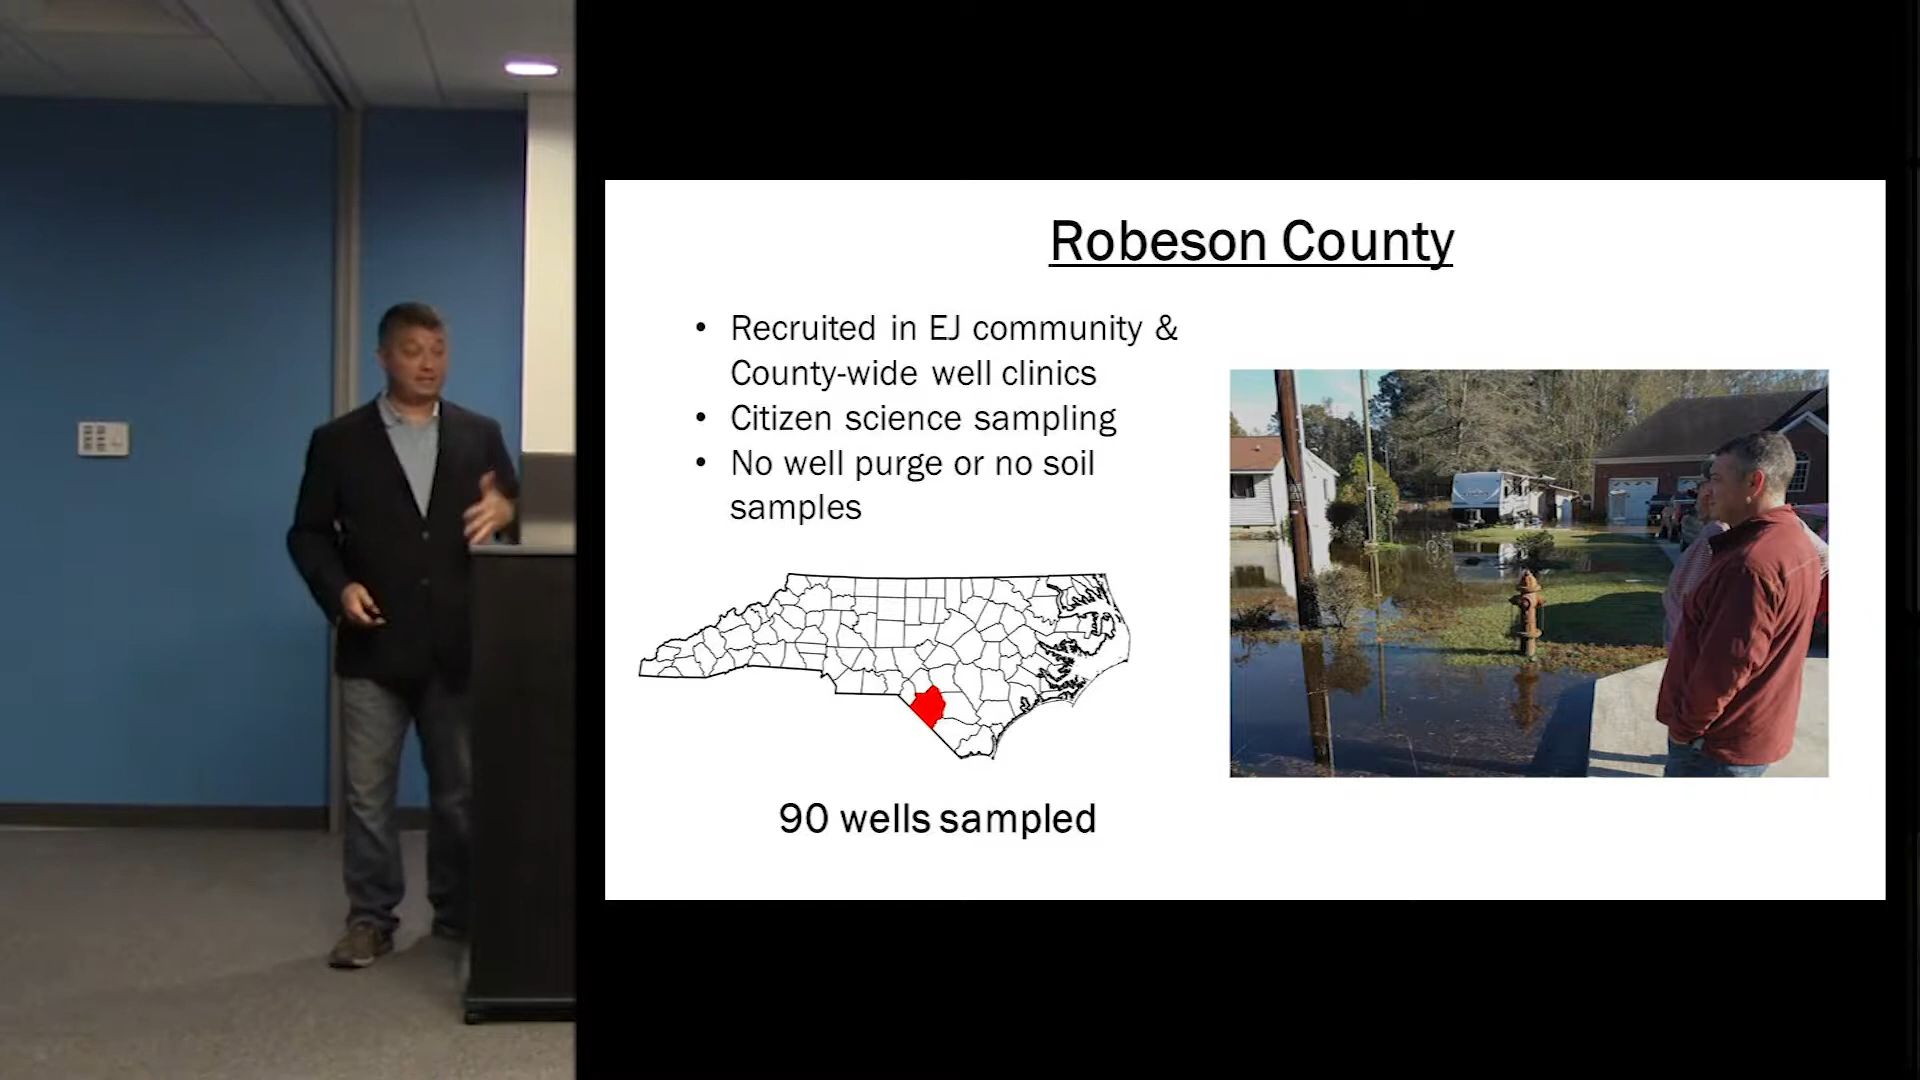 Robeson County
• Recruited in EJ community &
County-wide well clinics
• Citizen science sampling
• No well purge or no soil
samples
90 wells sampled